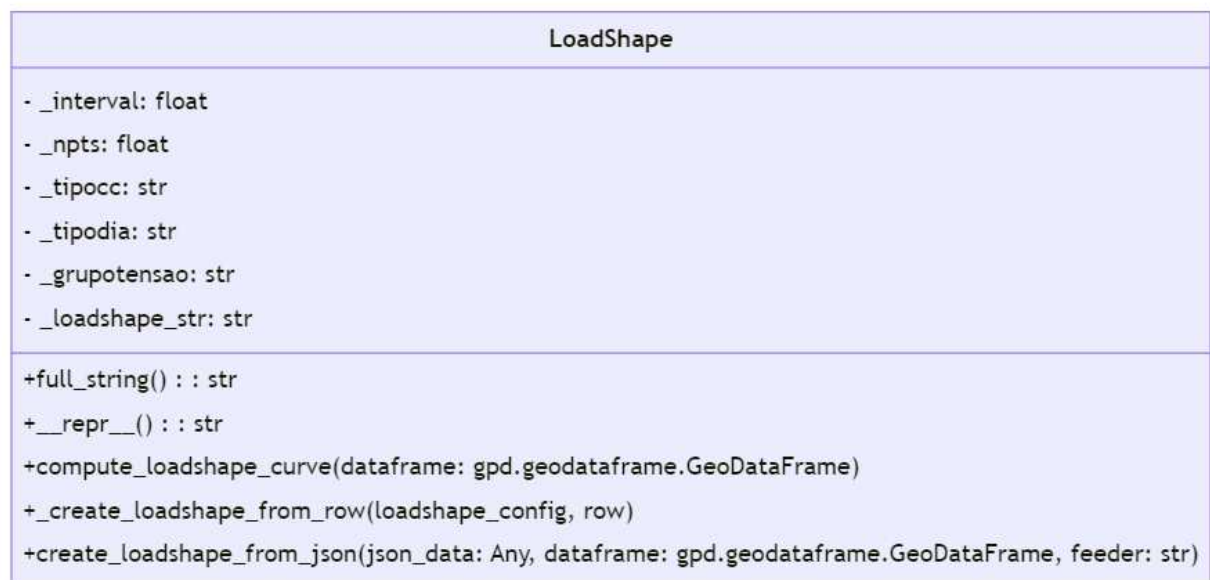 LoadShape
- _interval: float
- _npts: float
- _tipocc: str
- _tipodia: str
- _grupotensao: str
- _loadshape_str: str
+full_string() : : str
+__repr__() : : str
+compute_loadshape_curve(dataframe: gpd.geodataframe.GeoDataFrame)
+_create_loadshape_from_row(loadshape_config, row)
+create_loadshape_from_json(json_data: Any, dataframe: gpd.geodataframe.GeoDataFrame, feeder: str)